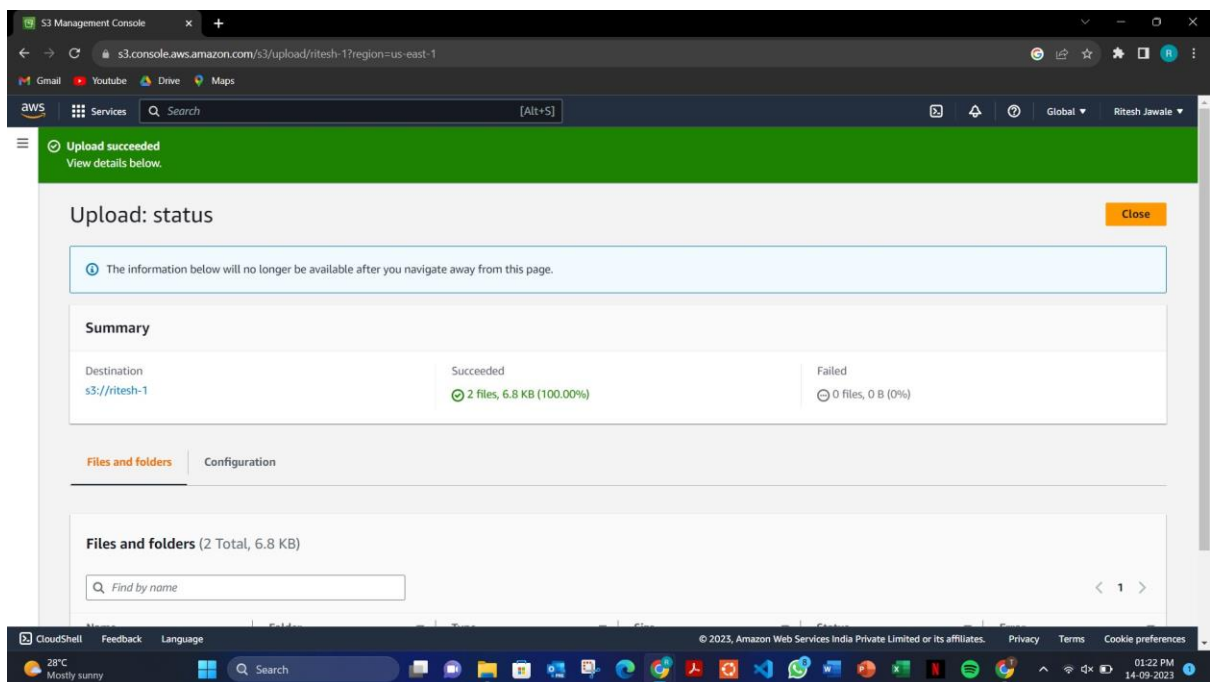 S3 Management Console
s3.console.aws.amazon.com/s3/upload/ritesh-1?region=us-east-1
Gmail Youtube Drive Maps
aws Services Search [Alt+S] Global Ritesh Jawale
Upload succeeded
View details below.
Upload: status
Close
The information below will no longer be available after you navigate away from this page.
Summary
Destination
s3://ritesh-1
Succeeded
2 files, 6.8 KB (100.00%)
Failed
0 files, 0 B (0%)
Files and folders Configuration
Files and folders (2 Total, 6.8 KB)
Find by name
1
CloudShell Feedback Language © 2023, Amazon Web Services India Private Limited or its affiliates. Privacy Terms Cookie preferences
28°C
Mostly sunny
Search
01:22 PM
14-09-2023